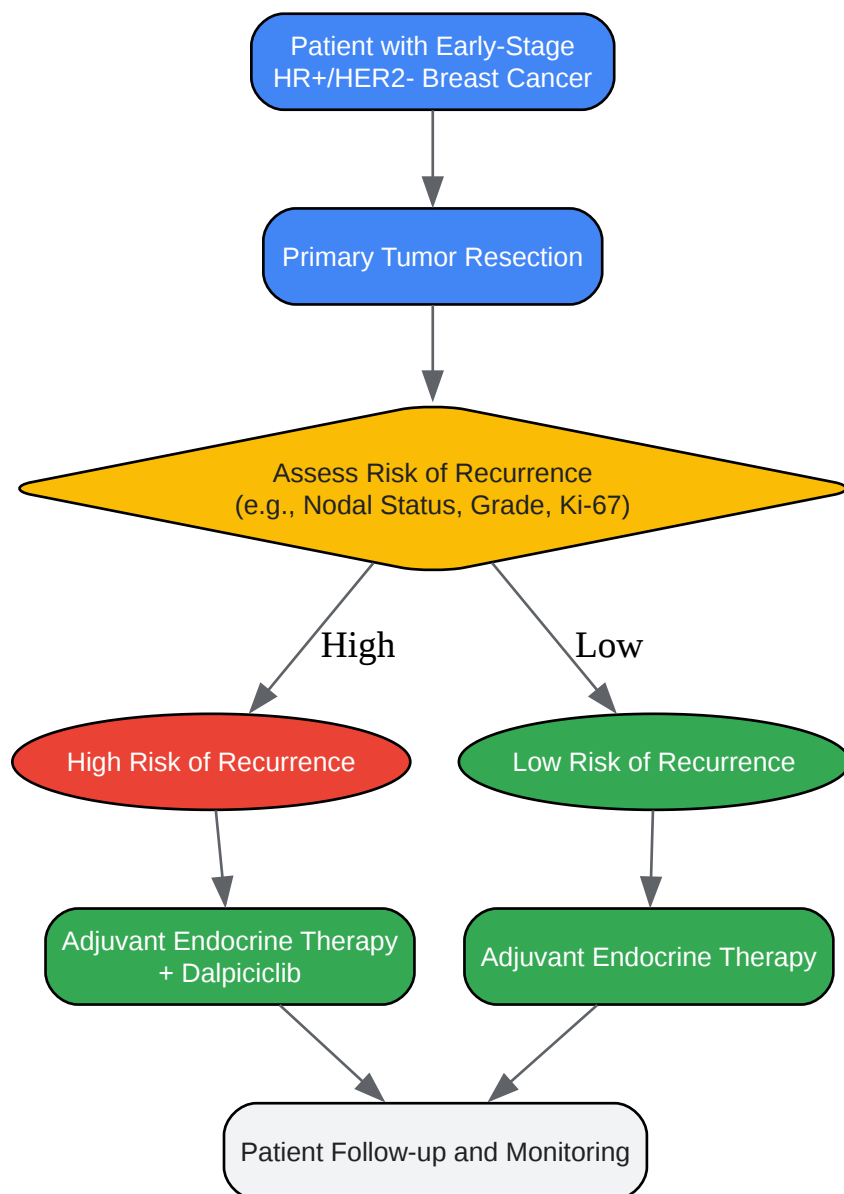 Patient with Early-Stage
HR+/HER2- Breast Cancer
Primary Tumor Resection
Assess Risk of Recurrence
(e.g., Nodal Status, Grade, Ki-67)
High
Low
High Risk of Recurrence
Low Risk of Recurrence
Adjuvant Endocrine Therapy
+ Dalpiciclib
Adjuvant Endocrine Therapy
Patient Follow-up and Monitoring